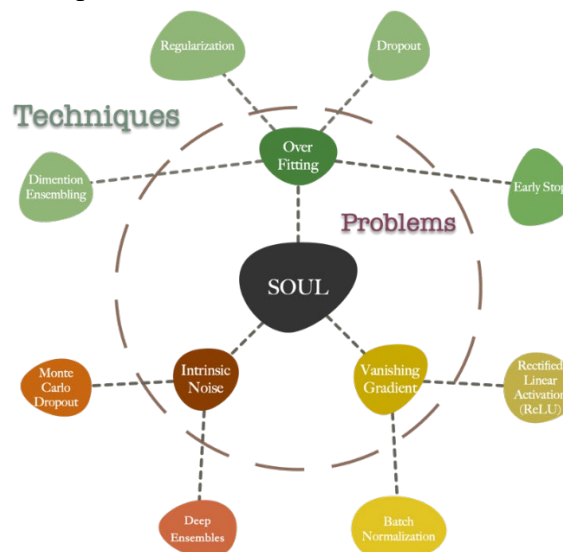 Regularization
Dropout
Techniques
Over
Fitting
Dimention
Ensembling
Early Stop
Problems
SOUL
Monte
Carlo
Dropout
Intrinsic
Noise
Vanishing
Gradient
Rectified
Linear
Activation
(ReLU)
Deep
Ensembles
Batch
Normalization